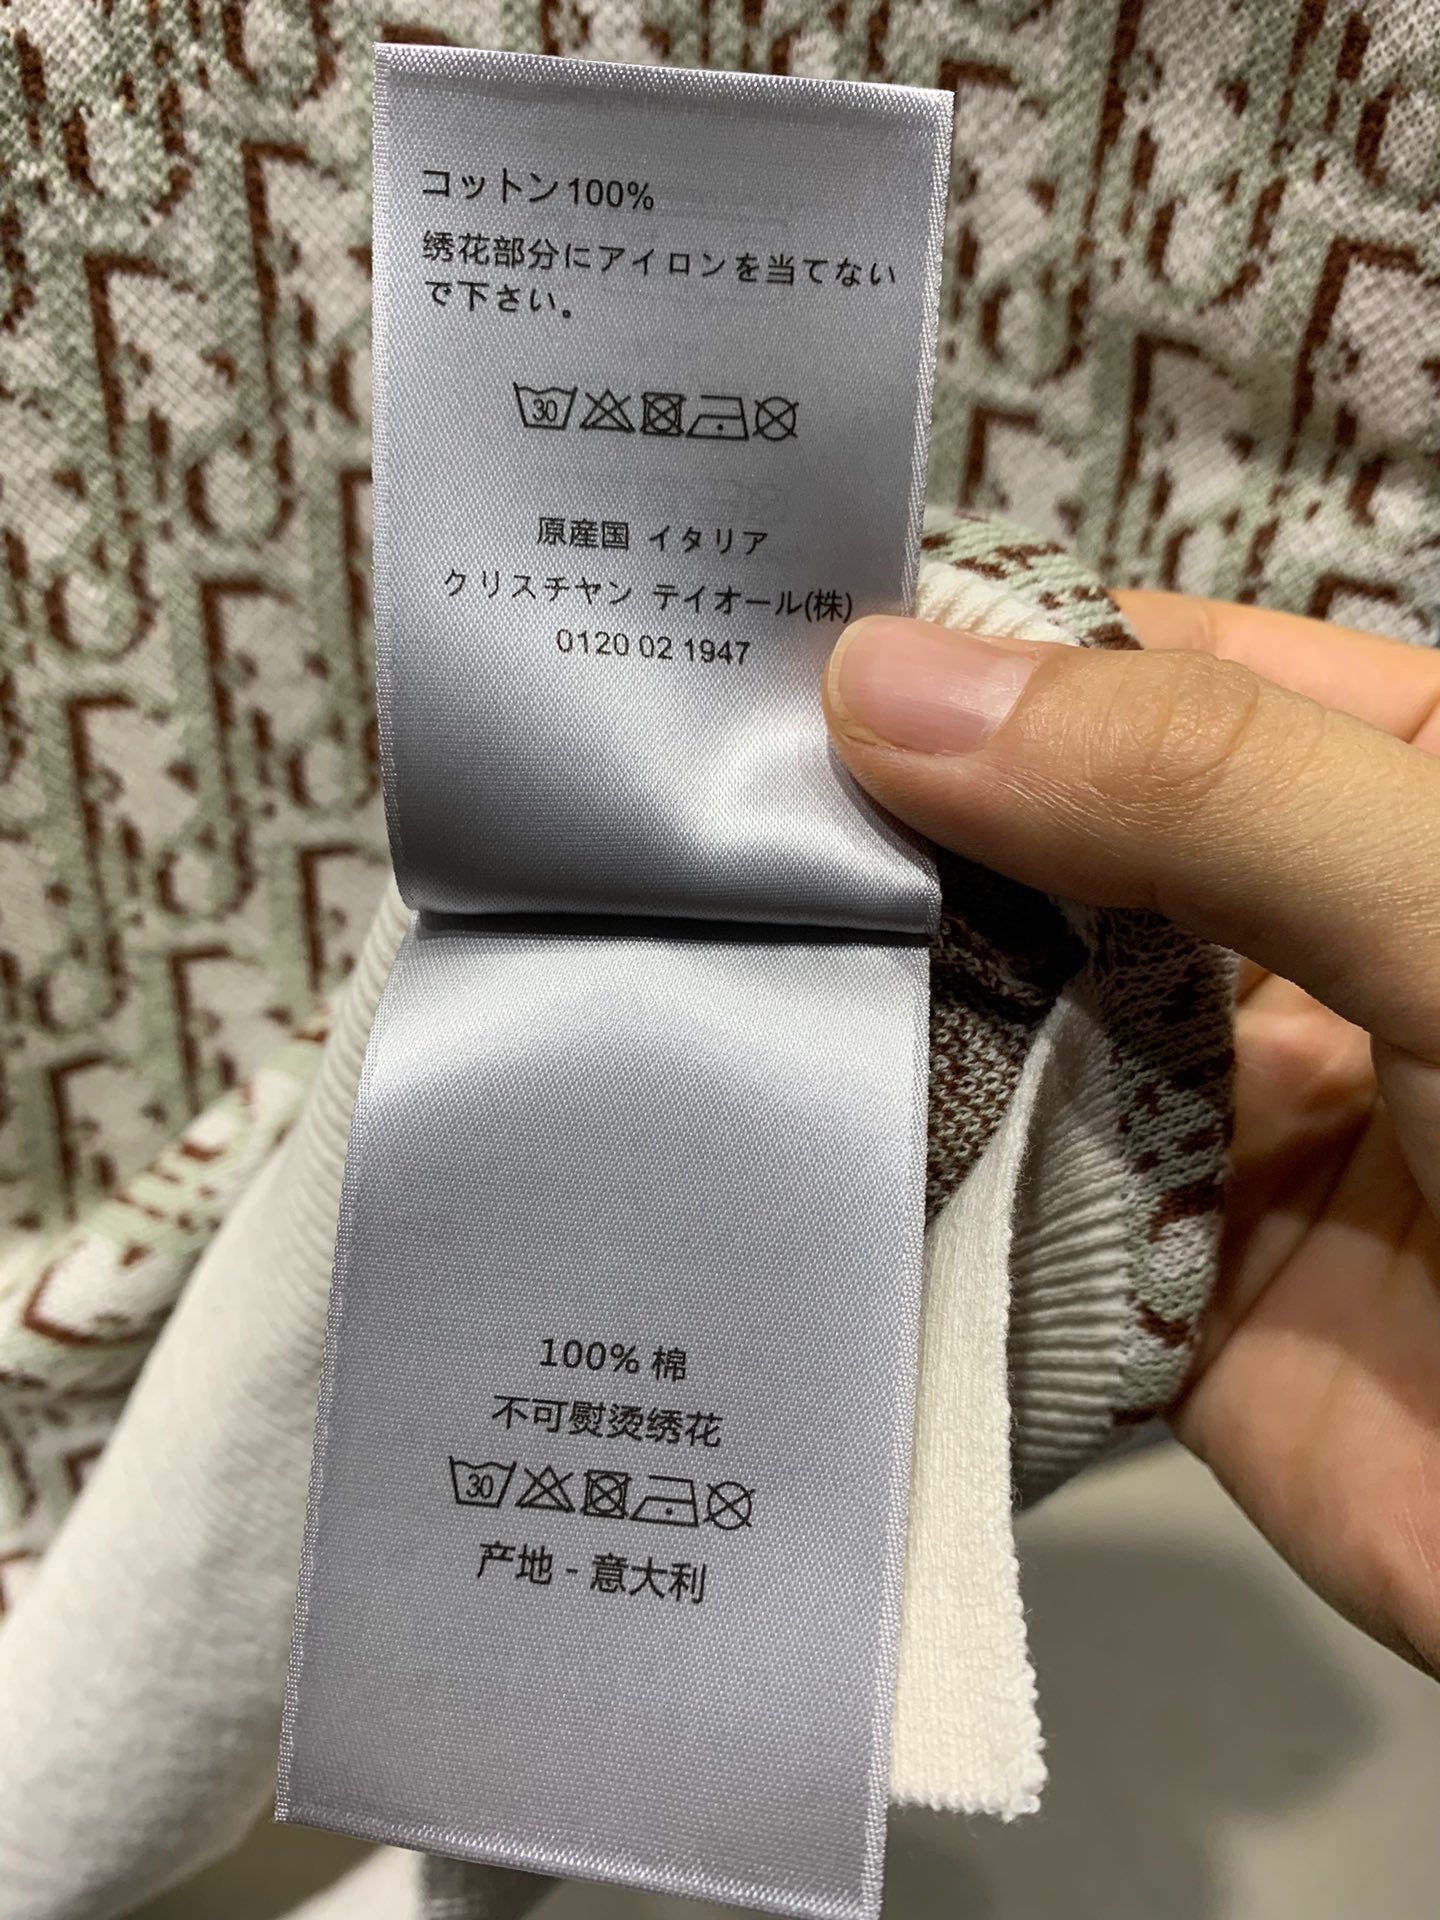 コットン100%
绣花部分にアイロンを当てない
で下さい。
30
原産国 イタリア
クリスチヤン テイオール(株)
0120 02 1947
100% 棉
不可熨烫绣花
30
产地 - 意大利